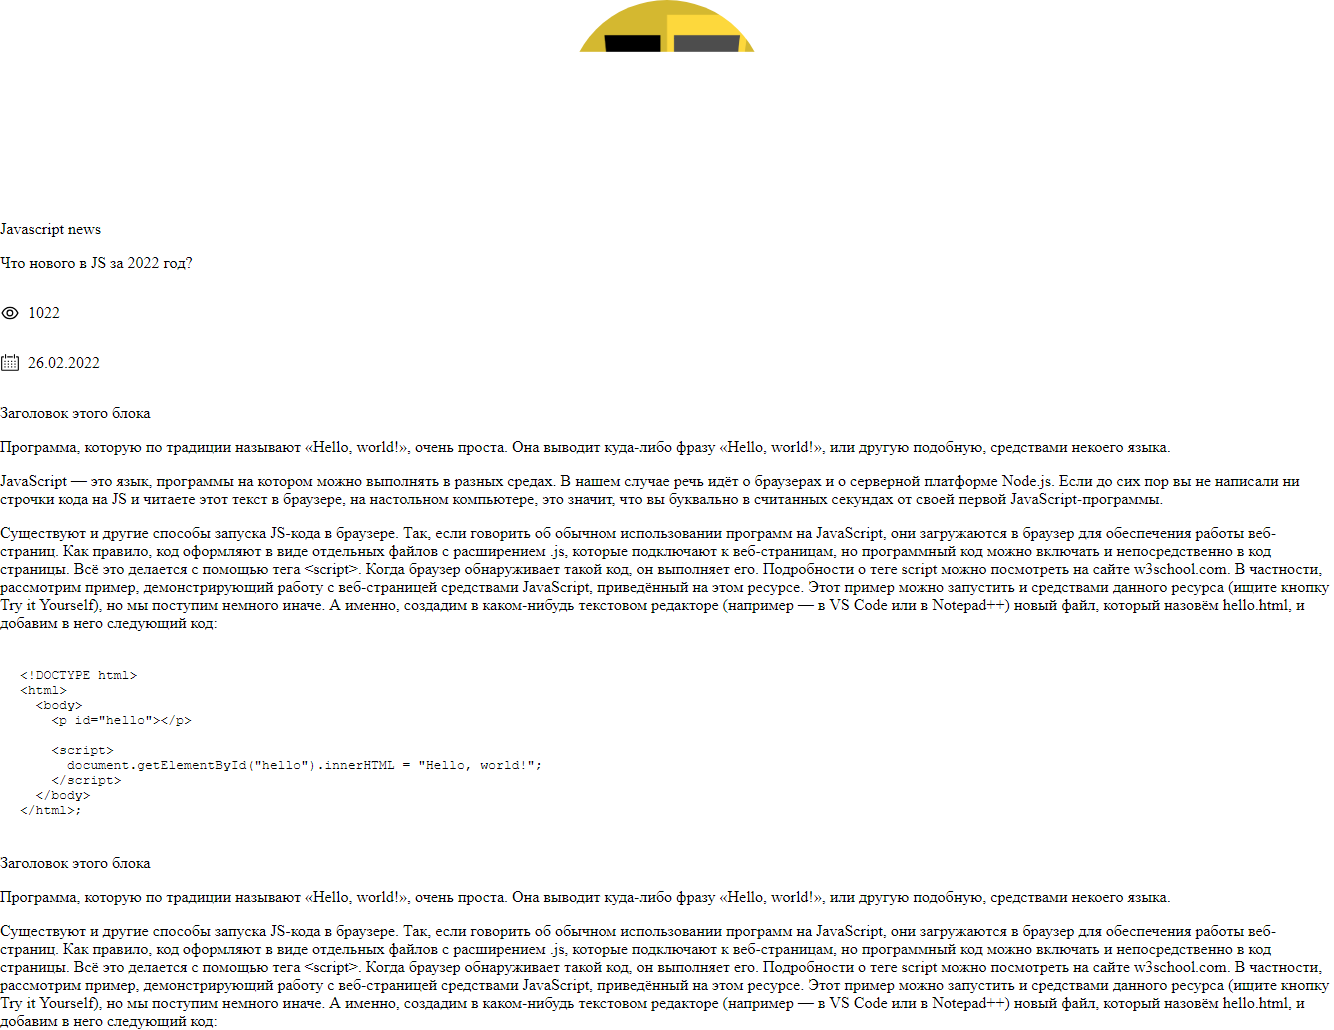 Javascript news
Что нового в JS за 2022 год?
1022
26.02.2022
Заголовок этого блока
Программа, которую по традиции называют «Hello, world!», очень проста. Она выводит куда-либо фразу «Hello, world!», или другую подобную, средствами некоего языка.
JavaScript — это язык, программы на котором можно выполнять в разных средах. В нашем случае речь идёт о браузерах и о серверной платформе Node.js. Если до сих пор вы не написали ни
строчки кода на JS и читаете этот текст в браузере, на настольном компьютере, это значит, что вы буквально в считанных секундах от своей первой JavaScript-программы.
Существуют и другие способы запуска JS-кода в браузере. Так, если говорить об обычном использовании программ на JavaScript, они загружаются в браузер для обеспечения работы веб-
страниц. Как правило, код оформляют в виде отдельных файлов с расширением .js, которые подключают к веб-страницам, но программный код можно включать и непосредственно в код
страницы. Всё это делается с помощью тега <script>. Когда браузер обнаруживает такой код, он выполняет его. Подробности о теге script можно посмотреть на сайте w3school.com. В частности,
рассмотрим пример, демонстрирующий работу с веб-страницей средствами JavaScript, приведённый на этом ресурсе. Этот пример можно запустить и средствами данного ресурса (ищите кнопку
Try it Yourself), но мы поступим немного иначе. А именно, создадим в каком-нибудь текстовом редакторе (например — в VS Code или в Notepad++) новый файл, который назовём hello.html, и
добавим в него следующий код:
<!DOCTYPE html>
<html>
<body>
<p id="hello"></p>
<script>
document.getElementById("hello").innerHTML = "Hello, world!";
</script>
</body>
</html>;
Заголовок этого блока
Программа, которую по традиции называют «Hello, world!», очень проста. Она выводит куда-либо фразу «Hello, world!», или другую подобную, средствами некоего языка.
Существуют и другие способы запуска JS-кода в браузере. Так, если говорить об обычном использовании программ на JavaScript, они загружаются в браузер для обеспечения работы веб-
страниц. Как правило, код оформляют в виде отдельных файлов с расширением .js, которые подключают к веб-страницам, но программный код можно включать и непосредственно в код
страницы. Всё это делается с помощью тега <script>. Когда браузер обнаруживает такой код, он выполняет его. Подробности о теге script можно посмотреть на сайте w3school.com. В частности,
рассмотрим пример, демонстрирующий работу с веб-страницей средствами JavaScript, приведённый на этом ресурсе. Этот пример можно запустить и средствами данного ресурса (ищите кнопку
Try it Yourself), но мы поступим немного иначе. А именно, создадим в каком-нибудь текстовом редакторе (например — в VS Code или в Notepad++) новый файл, который назовём hello.html, и
добавим в него следующий код: